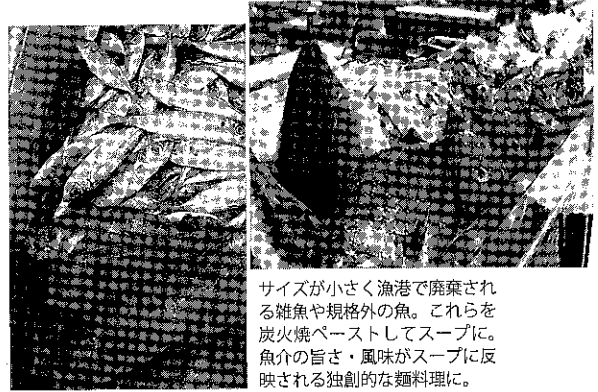 サイズが小さく漁港で廃棄され
る雑魚や規格外の魚。これらを
炭火焼ペーストしてスープに。
魚介の旨さ・風味がスープに反
映される独創的な麺料理に。